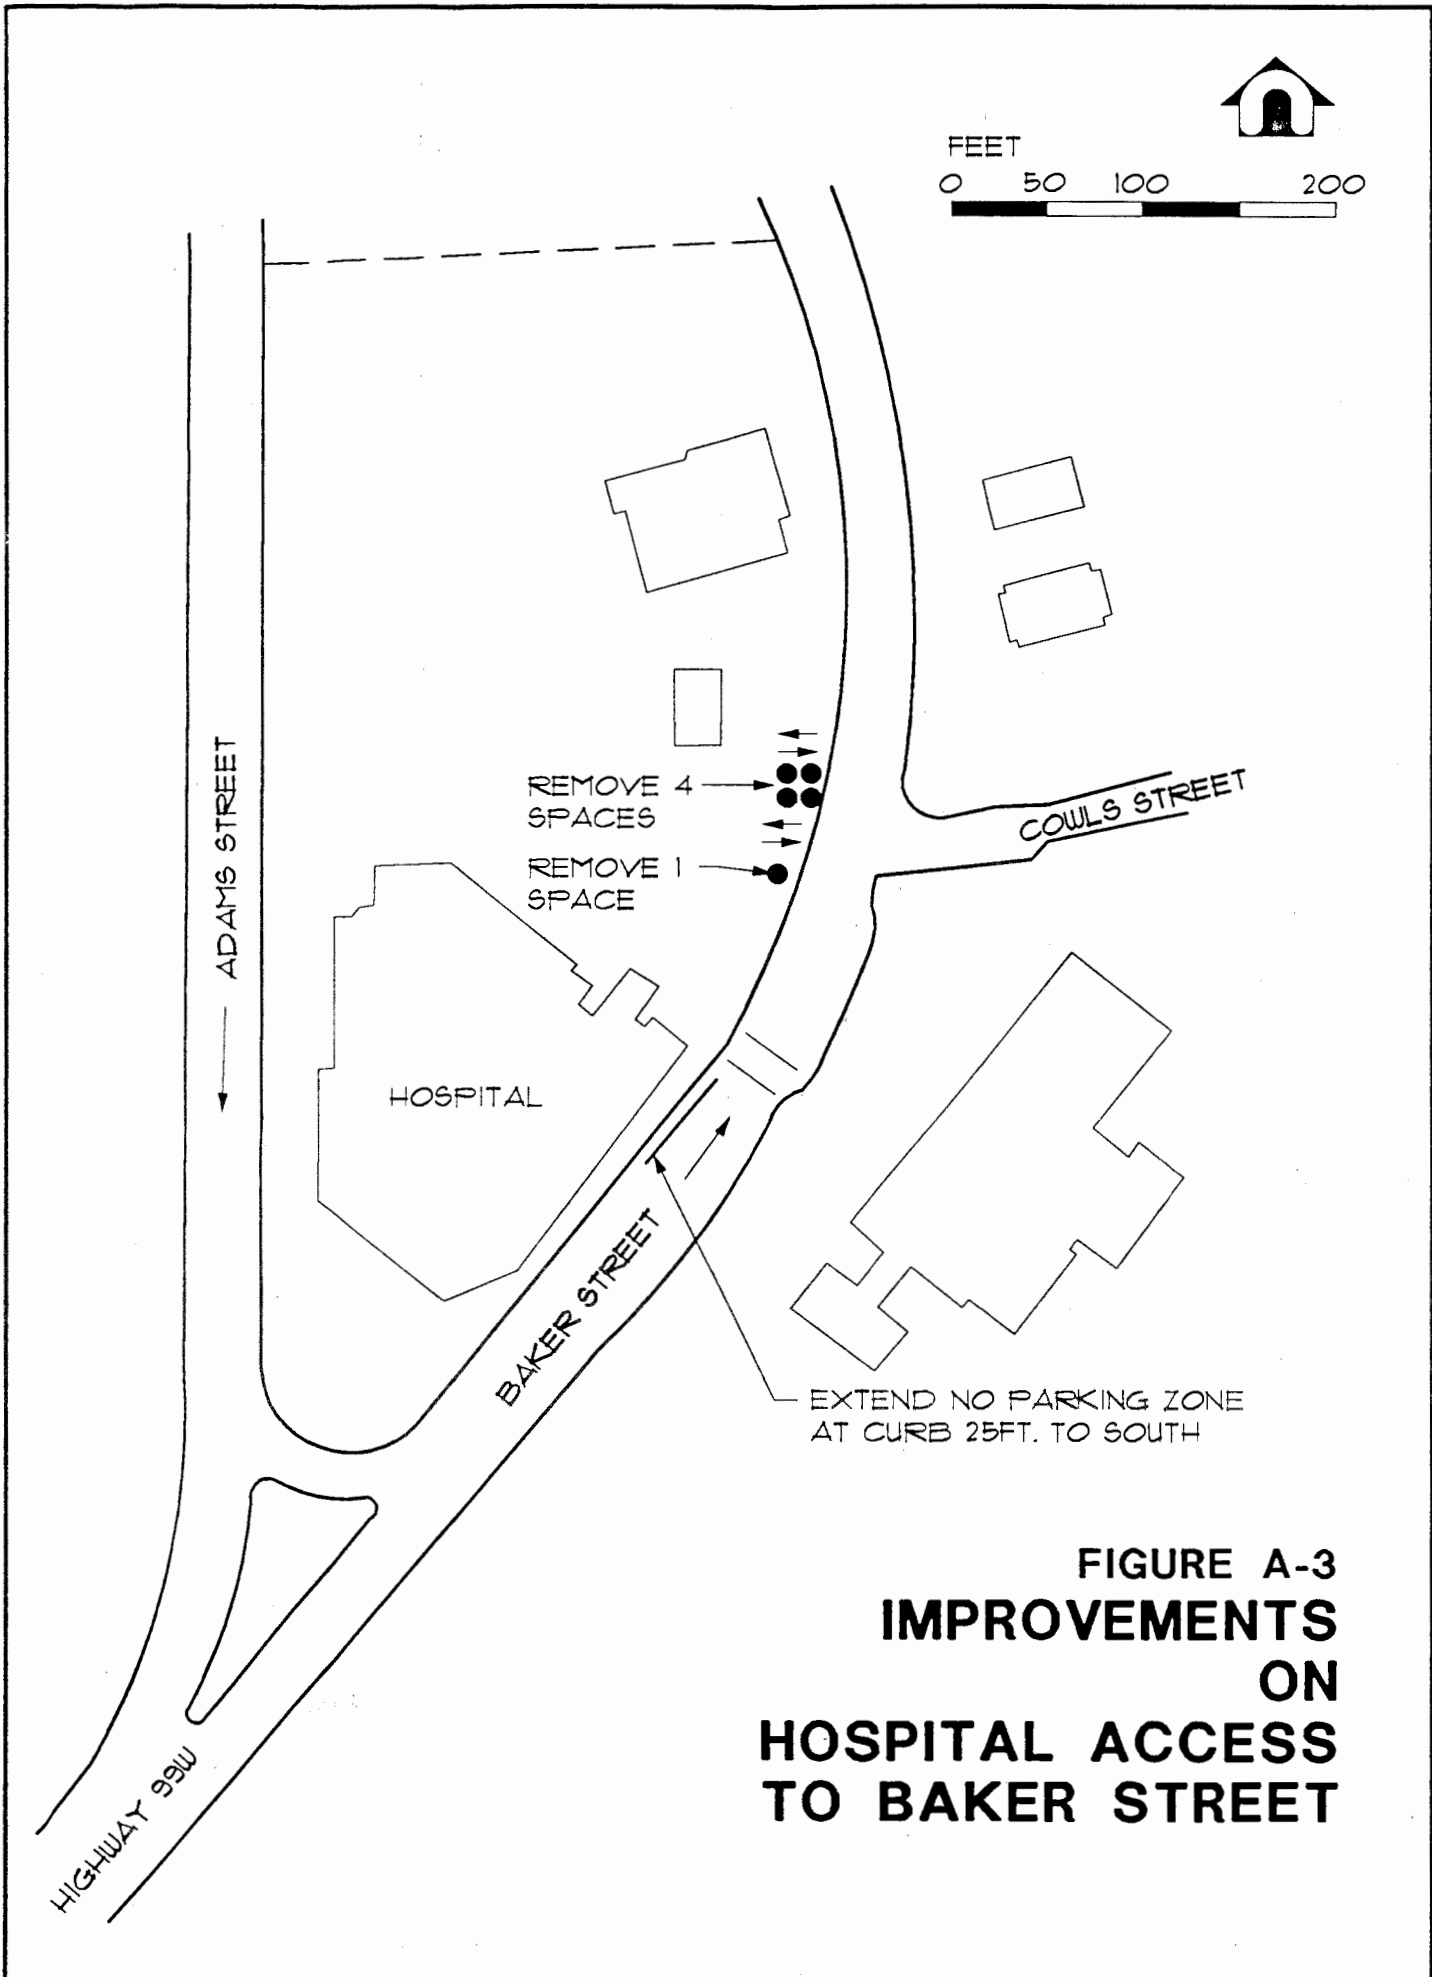 FEET
0 50 100 200
REMOVE 4
SPACES
REMOVE 1
SPACE
ADAMS STREET
COWLS STREET
HOSPITAL
BAKER STREET
EXTEND NO PARKING ZONE
AT CURB 25FT. TO SOUTH
HIGHWAY 99W
FIGURE A-3
IMPROVEMENTS
ON
HOSPITAL ACCESS
TO BAKER STREET